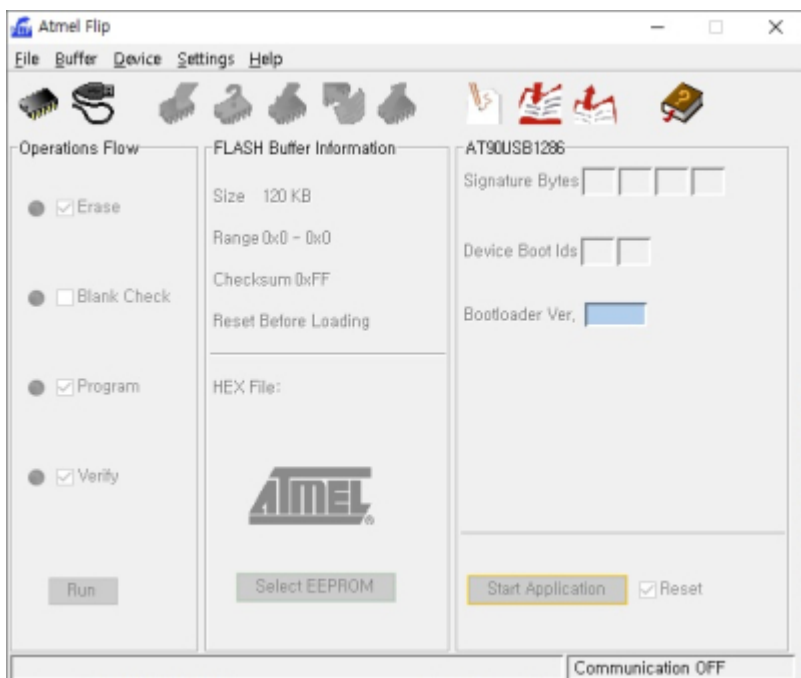 Atmel Flip
File Buffer Device Settings Help
Operations Flow
Erase
Blank Check
Program
Verify
Run
FLASH Buffer Information
Size 120 KB
Range 0x0 - 0x0
Checksum 0xFF
Reset Before Loading
HEX File:
ATMEL
Select EEPROM
AT90USB1286
Signature Bytes
Device Boot Ids
Bootloader Ver,
Start Application
Reset
Communication OFF